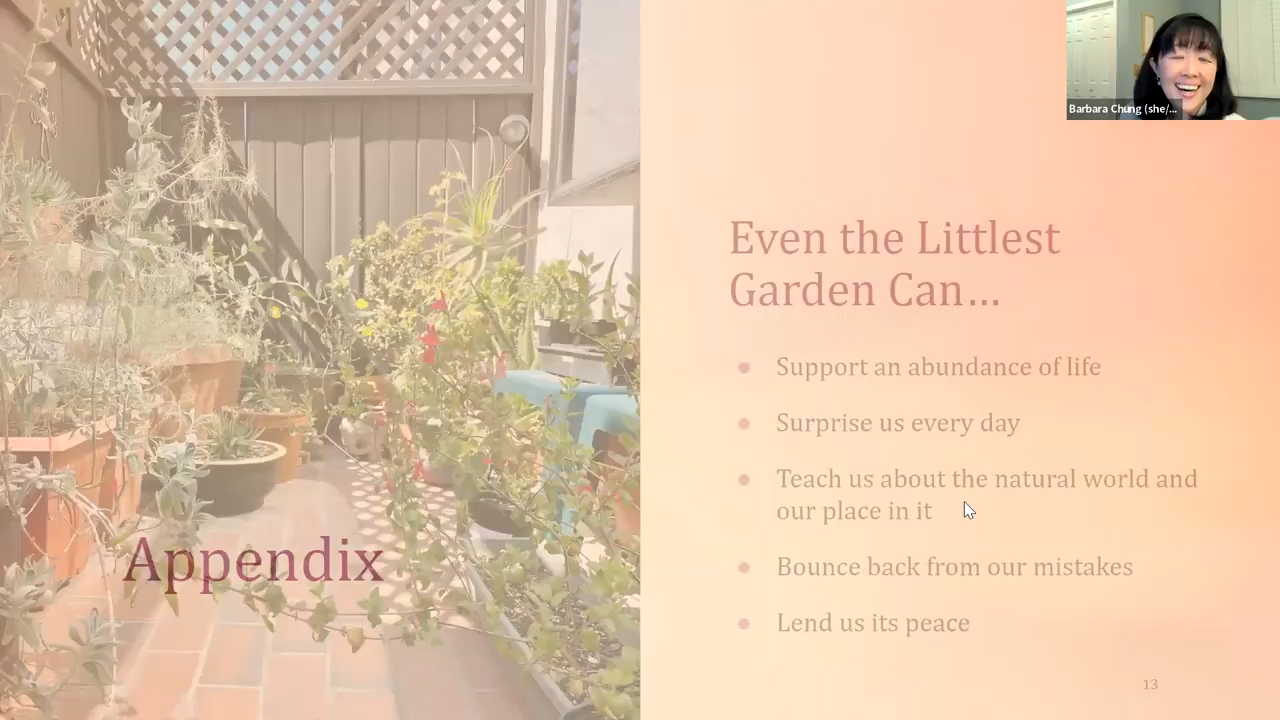 Barbara Chung (she/...
Even the Littlest
Garden Can...
Support an abundance of life
Surprise us every day
Teach us about the natural world and
our place in it
Bounce back from our mistakes
Lend us its peace
Appendix
13